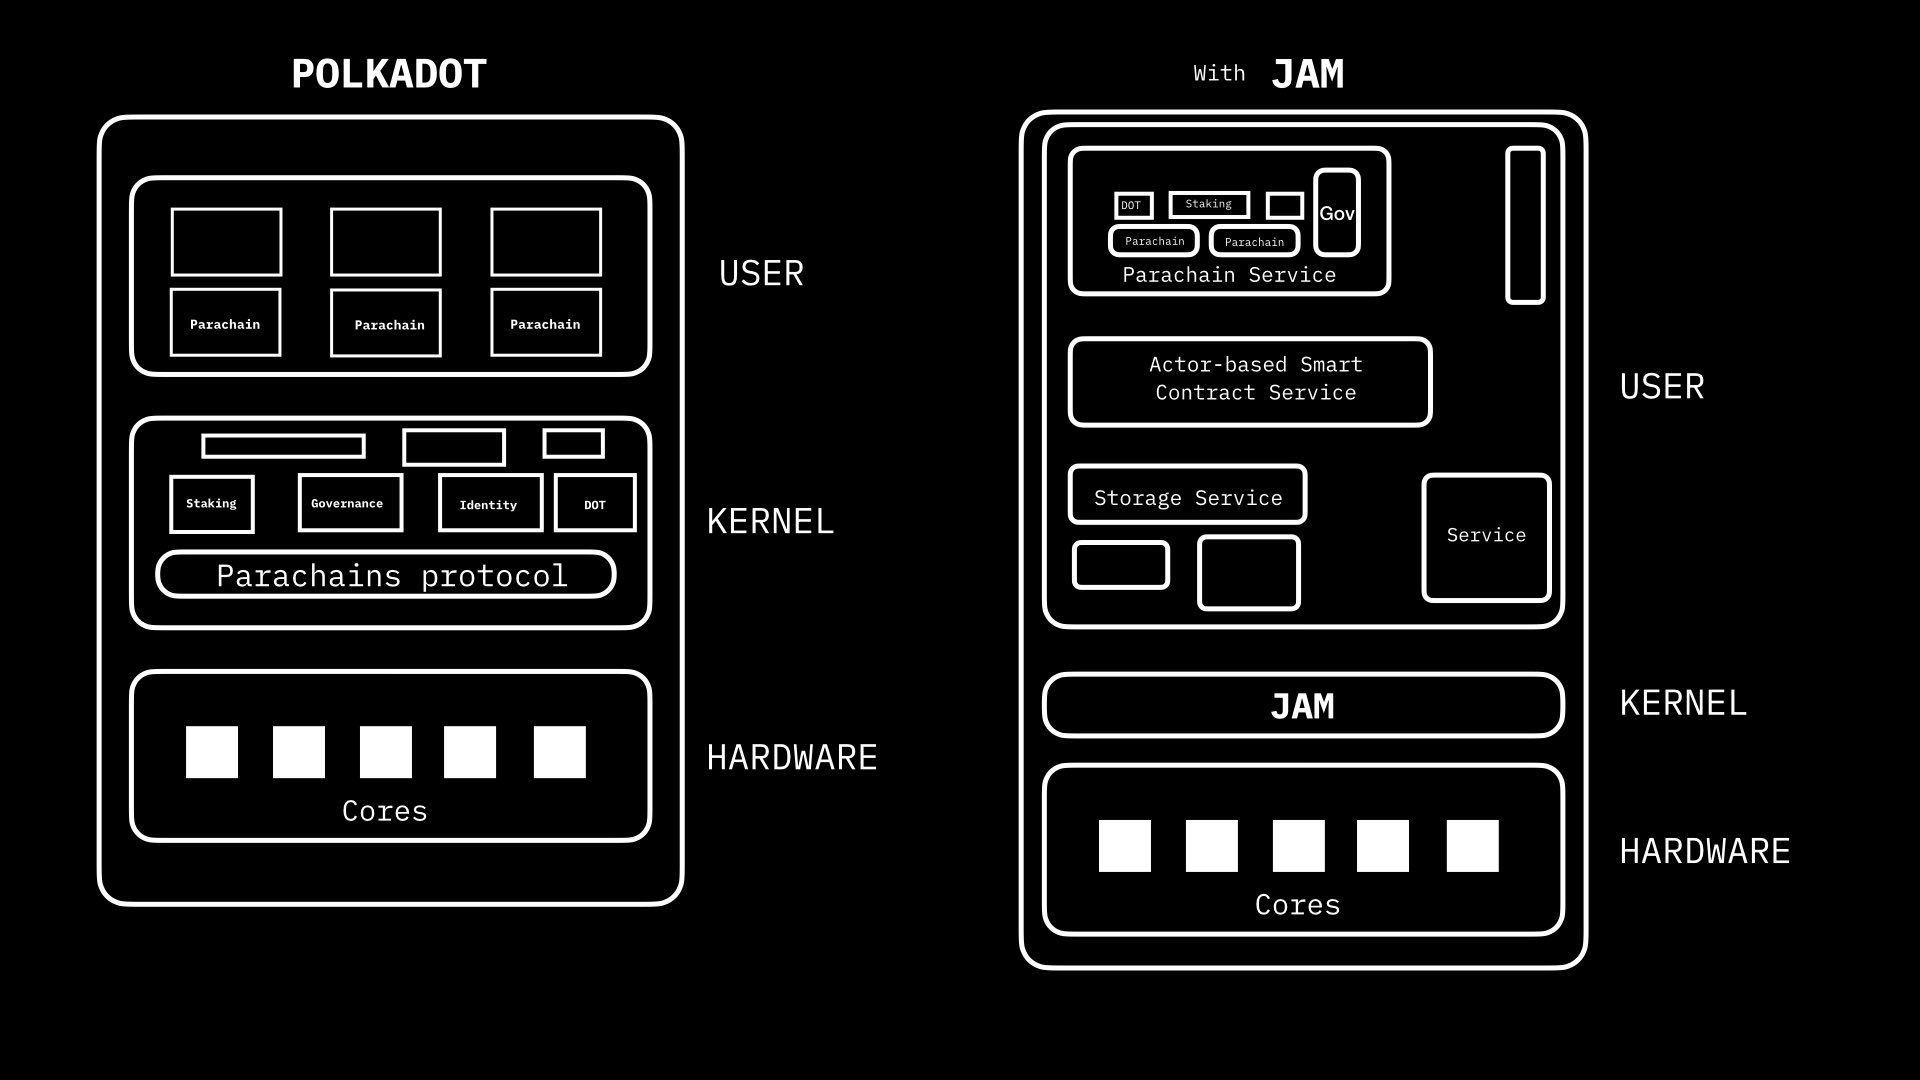 POLKADOT
Parachain
Parachain
Parachain
USER
Staking
Governance
Identity
DOT
Parachains protocol
KERNEL
Cores
HARDWARE
With JAM
DOT
Staking
Gov
Parachain
Parachain
Parachain Service
Actor-based Smart
Contract Service
USER
Storage Service
Service
JAM
KERNEL
Cores
HARDWARE